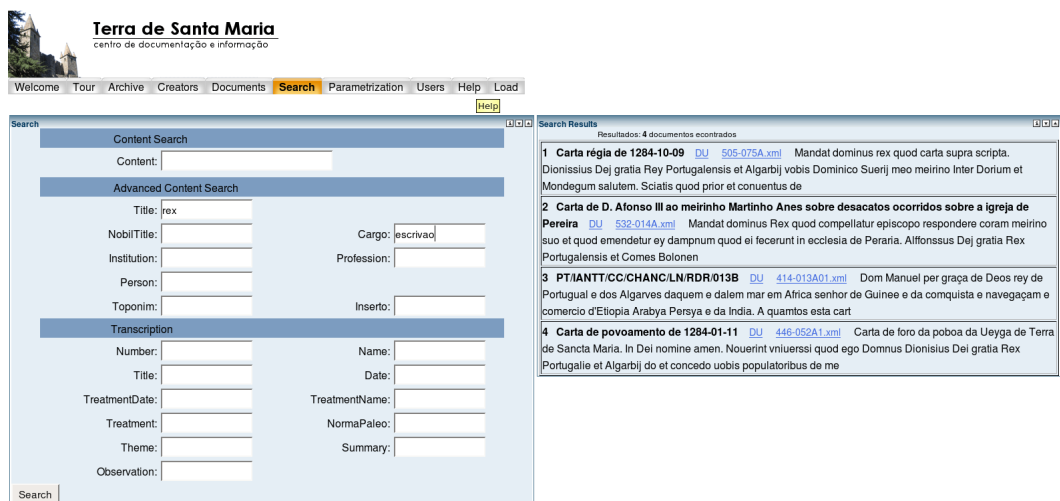 Terra de Santa Maria
centro de documentação e informação
Welcome Tour Archive Creators Documents Search Parametrization Users Help Load
Help
Search
Content Search
Content:
Advanced Content Search
Title: rex
NobilTitle: Cargo: escrivao
Institution: Profession:
Person:
Toponim: Inserto:
Transcription
Number: Name:
Title: Date:
TreatmentDate: TreatmentName:
Treatment: NormaPaleo:
Theme: Summary:
Observation:
Search
Search Results
Resultados: 4 documentos econtrados
1 Carta régia de 1284-10-09 DU 505-075A.xml Mandat dominus rex quod carta supra scripta.
Dionissius Dej gratia Rey Portugalensis et Algarbij vobis Dominico Suerij meo meirino Inter Dorium et
Mondegum salutem. Sciatis quod prior et conuentus de
2 Carta de D. Afonso III ao meirinho Martinho Anes sobre desacatos ocorridos sobre a igreja de
Pereira DU 532-014A.xml Mandat dominus Rex quod compellatur episcopo respondere coram meirino
suo et quod emendetur ey dampnum quod ei fecerunt in ecclesia de Peraria. Alffonssus Dej gratia Rex
Portugalensis et Comes Bolonen
3 PT/IANTT/CC/CHANC/LN/RDR/013B DU 414-013A01.xml Dom Manuel per graça de Deos rey de
Portugual e dos Algarves daquem e dalem mar em Africa senhor de Guinee e da comquista e navegaçam e
comercio d'Etiopia Arabya Persya e da India. A quamtos esta cart
4 Carta de povoamento de 1284-01-11 DU 446-052A1.xml Carta de foro da poboa da Ueyga de Terra
de Sancta Maria. In Dei nomine amen. Nouerint vniuerssi quod ego Domnus Dionisius Dei gratia Rex
Portugalie et Algarbij do et concedo uobis populatoribus de me